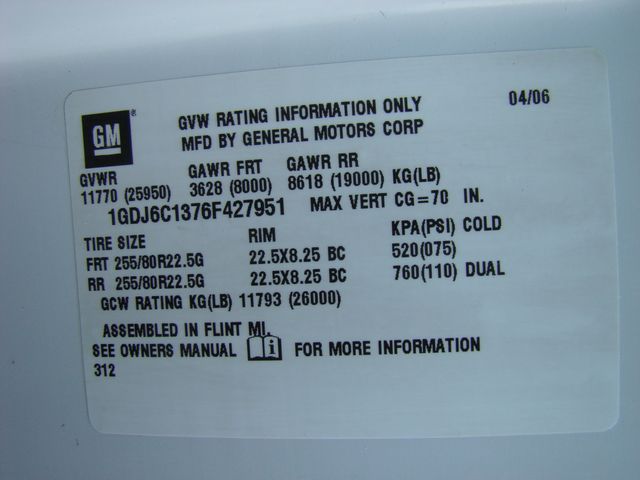 GM ®
GVW RATING INFORMATION ONLY 04/06
MFD BY GENERAL MOTORS CORP
GVWR GAWR FRT GAWR RR
11770 (25950) 3628 (8000) 8618 (19000) KG(LB)
1GDJ6C1376F427951 MAX VERT CG=70 IN.
TIRE SIZE RIM KPA(PSI) COLD
FRT 255/80R22.5G 22.5X8.25 BC 520(075)
RR 255/80R22.5G 22.5X8.25 BC 760(110) DUAL
GCW RATING KG(LB) 11793 (26000)
ASSEMBLED IN FLINT MI.
SEE OWNERS MANUAL i FOR MORE INFORMATION
312